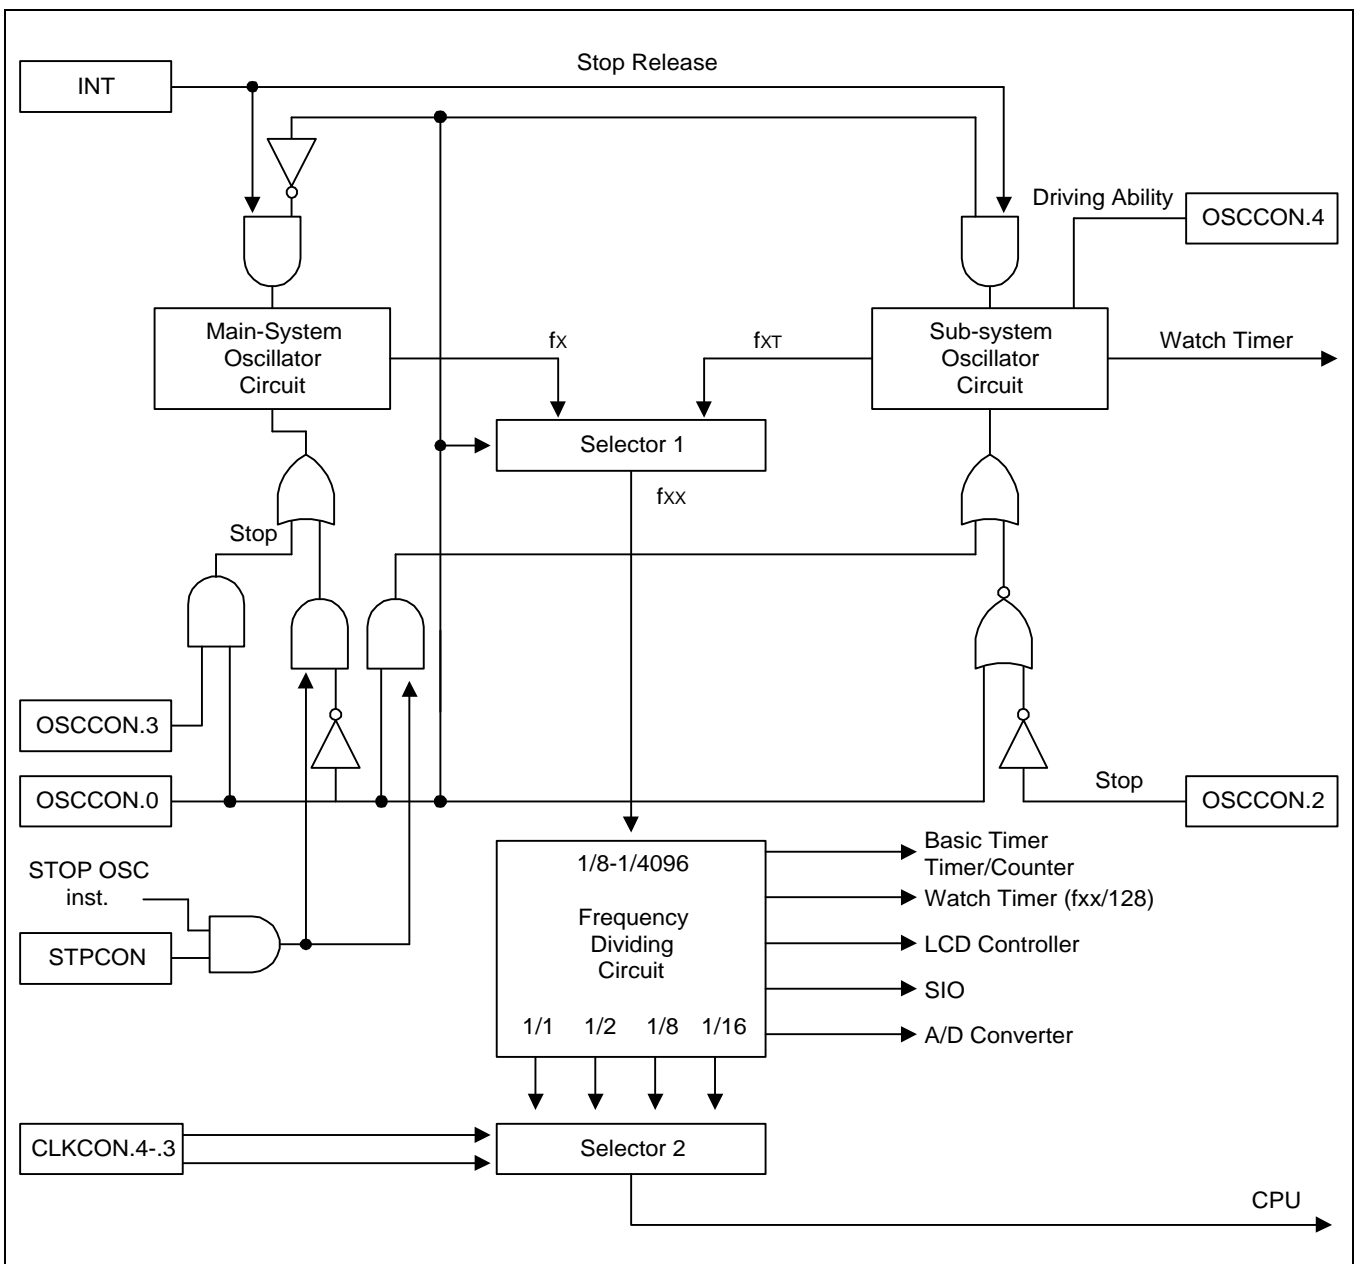 Stop Release
INT
Driving Ability
OSCCON.4
Main-System
Oscillator
Circuit
fX
fXT
Sub-system
Oscillator
Circuit
Watch Timer
Selector 1
fXX
Stop
OSCCON.3
OSCCON.0
Stop
OSCCON.2
STOP OSC
inst.
STPCON
1/8-1/4096
Frequency
Dividing
Circuit
1/1 1/2 1/8 1/16
Basic Timer
Timer/Counter
Watch Timer (fxx/128)
LCD Controller
SIO
A/D Converter
CLKCON.4-.3
Selector 2
CPU